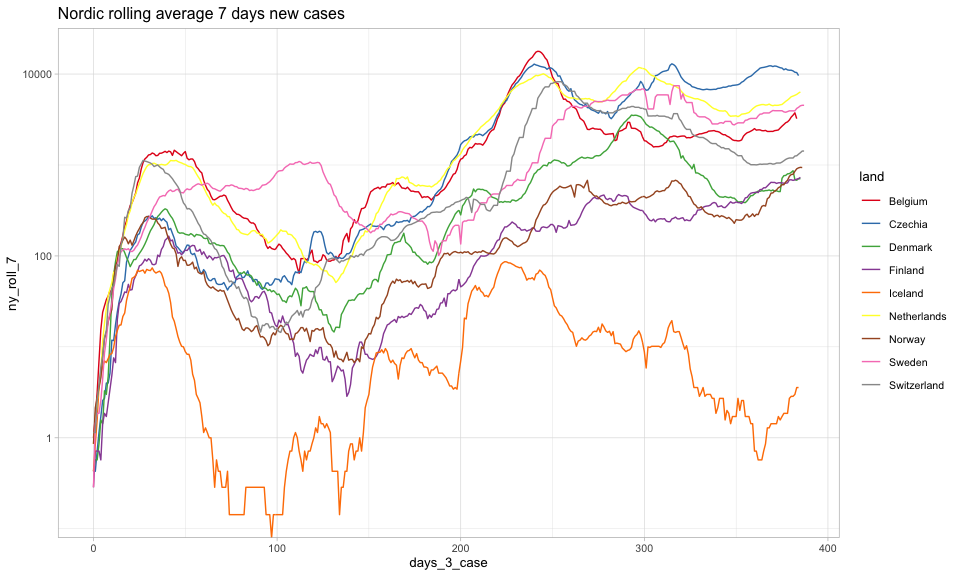 Nordic rolling average 7 days new cases
ny_roll_7
10000
100
1
0
100
200
300
400
days_3_case
land
Belgium
Czechia
Denmark
Finland
Iceland
Netherlands
Norway
Sweden
Switzerland